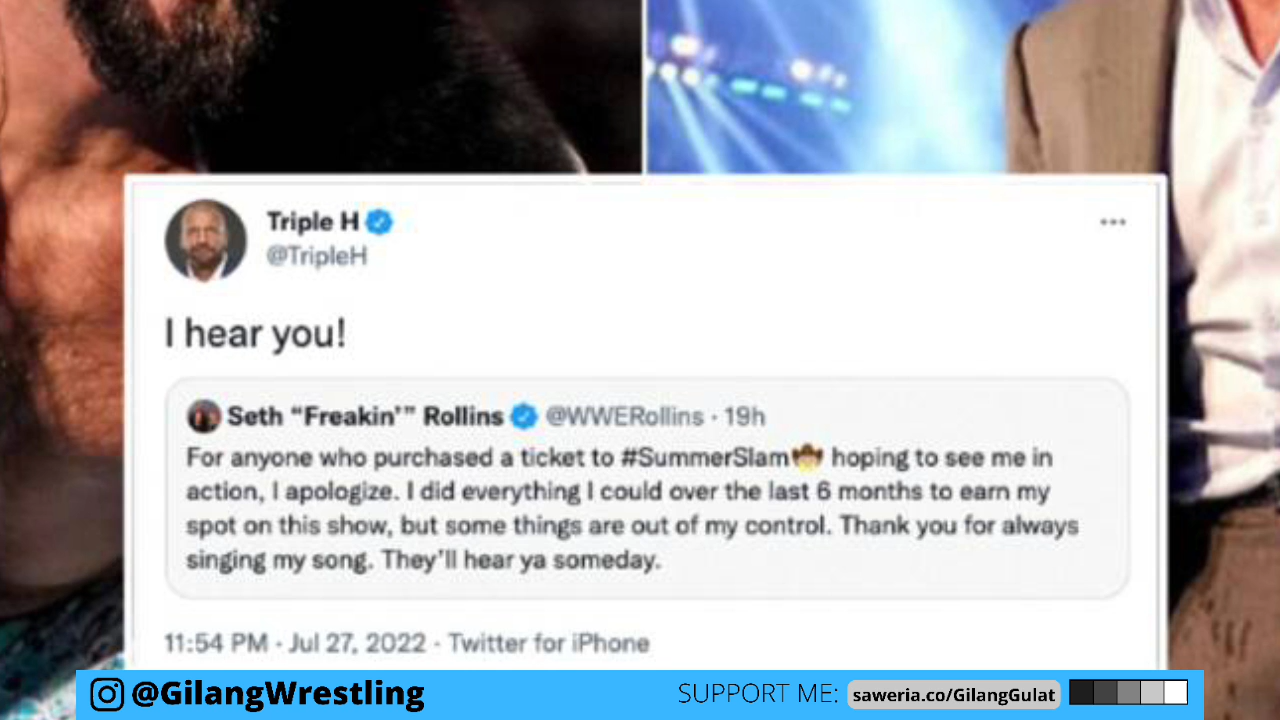 Triple H
@TripleH
I hear you!
Seth “Freakin’” Rollins @WWERollins · 19h
For anyone who purchased a ticket to #SummerSlam🤠 hoping to see me in
action, I apologize. I did everything I could over the last 6 months to earn my
spot on this show, but some things are out of my control. Thank you for always
singing my song. They’ll hear ya someday.
11:54 PM · Jul 27, 2022 · Twitter for iPhone
@GilangWrestling
SUPPORT ME: saweria.co/GilangGulat